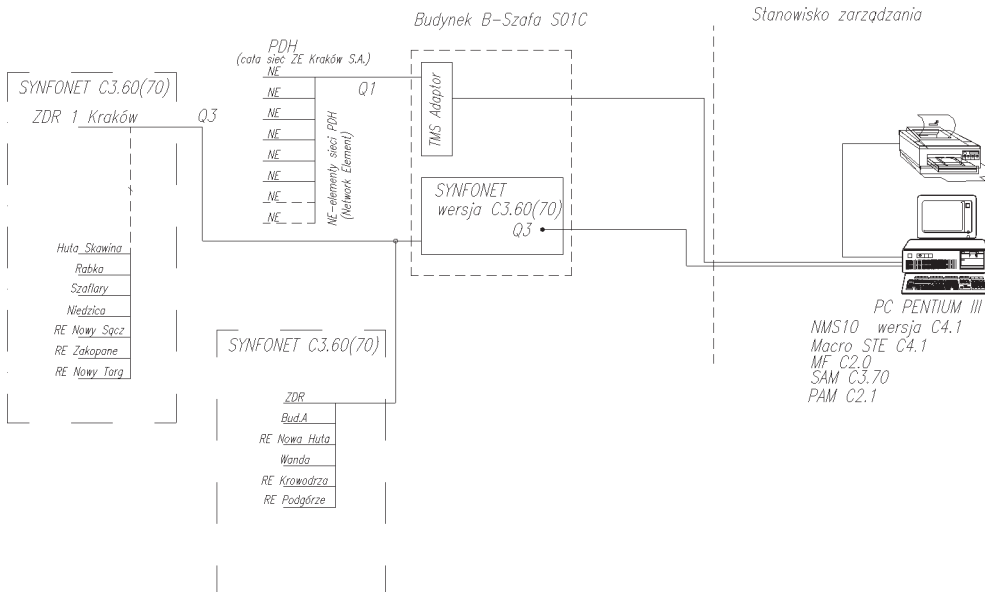 Budynek B-Szafa S01C
Stanowisko zarządzania
PDH
(cała sieć ZE Kraków S.A.)
NE
NE
NE
NE
NE
NE
NE
NE
NE-elementy sieci PDH
(Network Element)
Q1
TMS Adaptor
SYNFONET C3.60(70)
ZDR 1 Kraków
Q3
SYNFONET
wersja C3.60(70)
Q3
Huta Skawina
Rabka
Szaflary
Niedzica
RE Nowy Sącz
RE Zakopane
RE Nowy Targ
SYNFONET C3.60(70)
ZDR
Bud.A
RE Nowa Huta
Wanda
RE Krowodrza
RE Podgórze
PC PENTIUM III
NMS10 wersja C4.1
Macro STE C4.1
MF C2.0
SAM C3.70
PAM C2.1